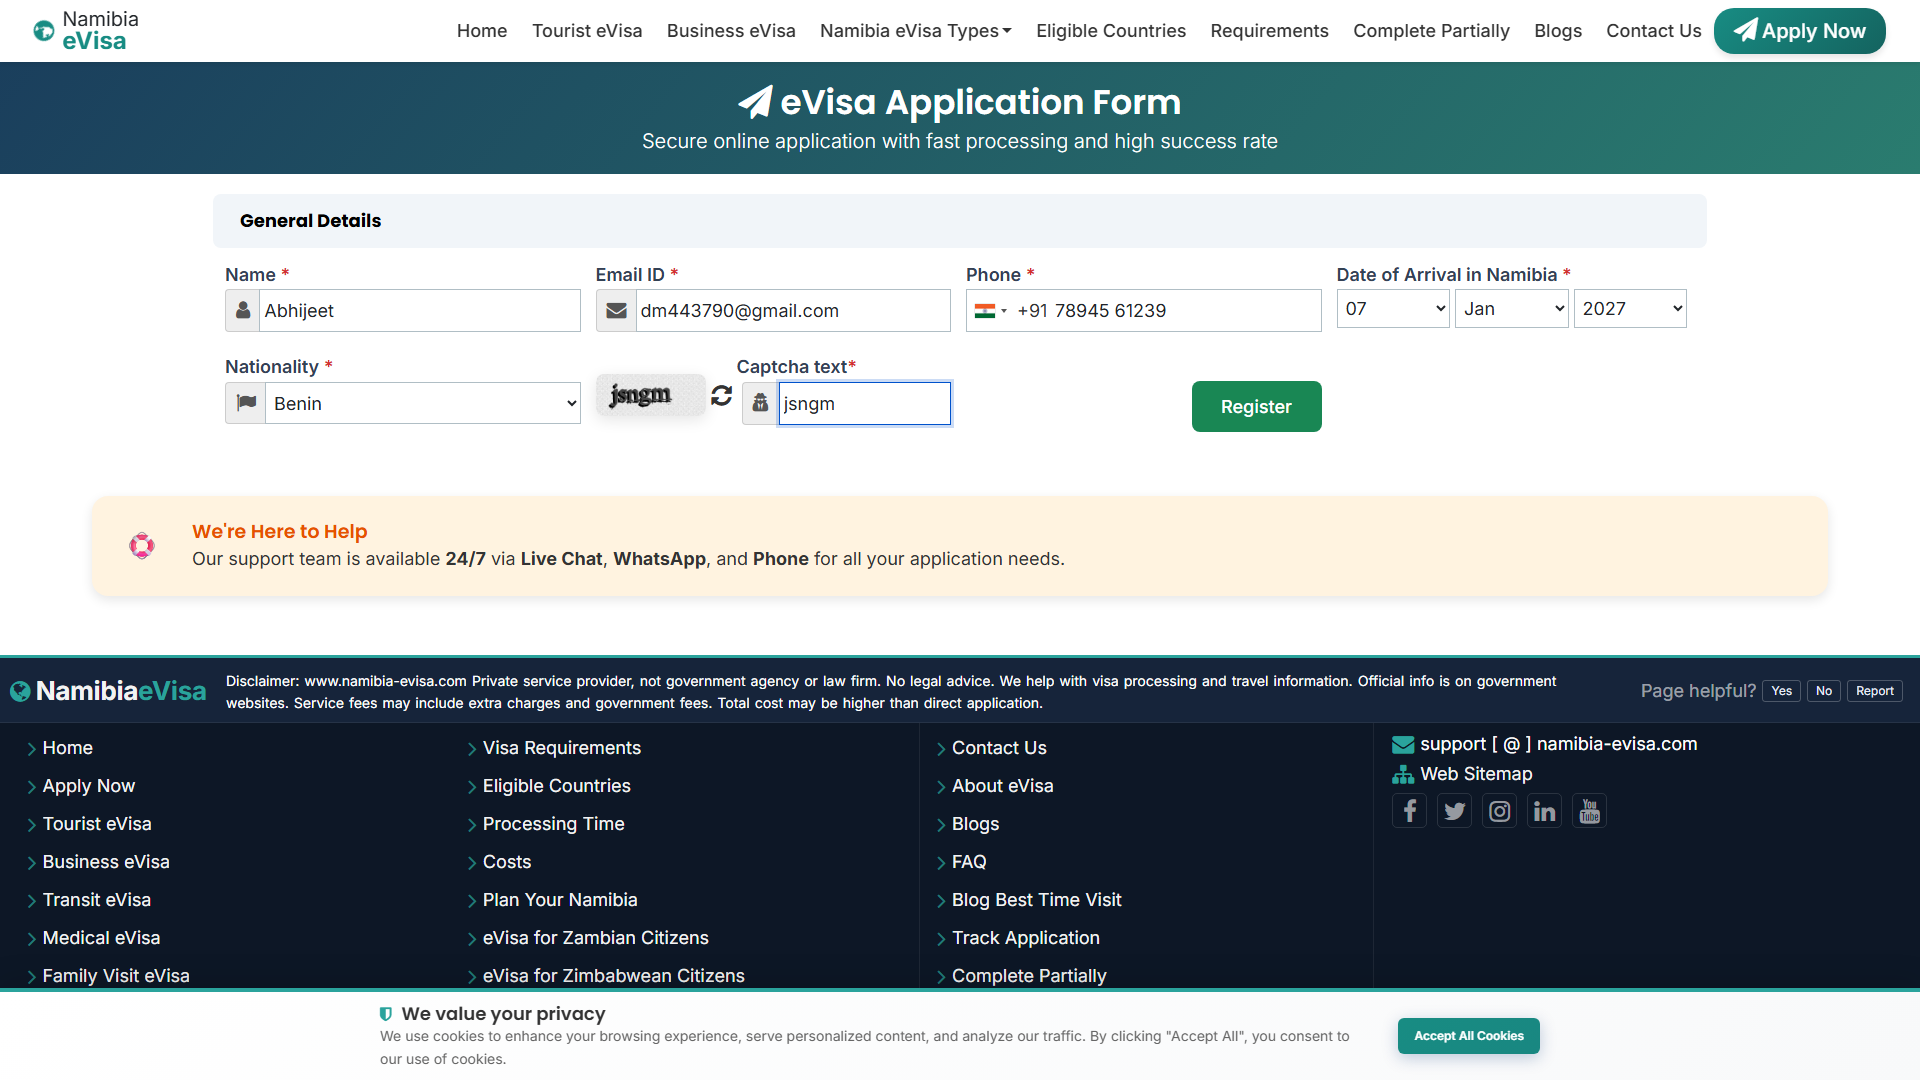 Namibia
eVisa
Home Tourist eVisa Business eVisa Namibia eVisa Types Eligible Countries Requirements Complete Partially Blogs Contact Us Apply Now
eVisa Application Form
Secure online application with fast processing and high success rate
General Details
Name * Email ID * Phone * Date of Arrival in Namibia *
Abhijeet dm443790@gmail.com +91 78945 61239 07 Jan 2027
Nationality * Captcha text*
Benin jsngm jsngm Register
We're Here to Help
Our support team is available 24/7 via Live Chat, WhatsApp, and Phone for all your application needs.
NamibiaeVisa
Disclaimer: www.namibia-evisa.com Private service provider, not government agency or law firm. No legal advice. We help with visa processing and travel information. Official info is on government
websites. Service fees may include extra charges and government fees. Total cost may be higher than direct application.
Page helpful? Yes No Report
Home
Apply Now
Tourist eVisa
Business eVisa
Transit eVisa
Medical eVisa
Family Visit eVisa
Visa Requirements
Eligible Countries
Processing Time
Costs
Plan Your Namibia
eVisa for Zambian Citizens
eVisa for Zimbabwean Citizens
Contact Us
About eVisa
Blogs
FAQ
Blog Best Time Visit
Track Application
Complete Partially
support [ @ ] namibia-evisa.com
Web Sitemap
You
Tube
We value your privacy
We use cookies to enhance your browsing experience, serve personalized content, and analyze our traffic. By clicking "Accept All", you consent to
our use of cookies.
Accept All Cookies